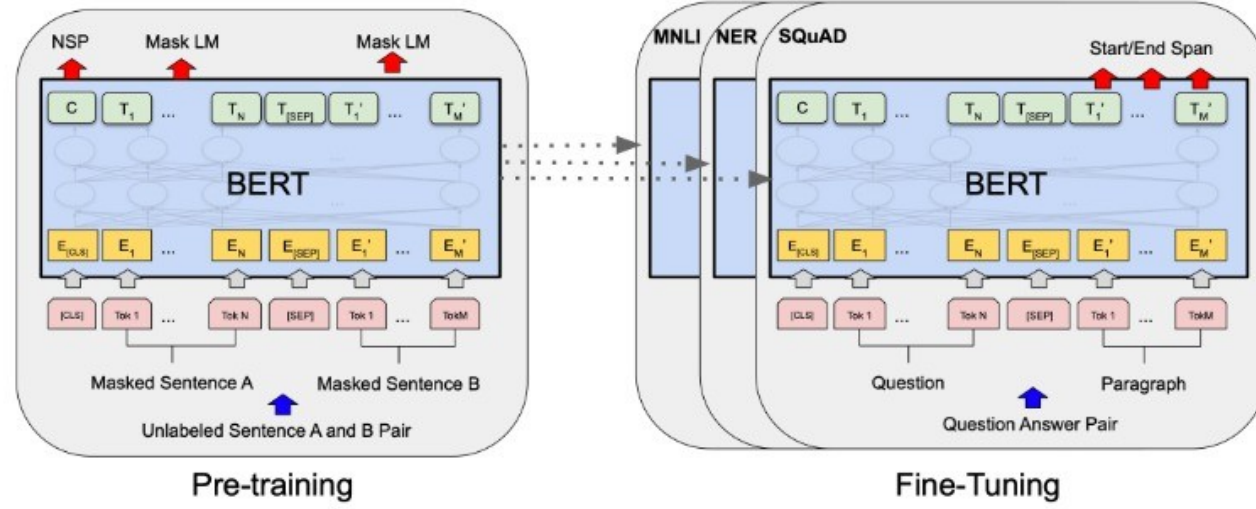 NSP Mask LM Mask LM
C T1 ... TN T[SEP] T1' ... TM'
...
BERT
...
E[CLS] E1 ... EN E[SEP] E1' ... EM'
[CLS] Tok 1 ... Tok N [SEP] Tok 1 ... TokM
Masked Sentence A Masked Sentence B
Unlabeled Sentence A and B Pair
Pre-training
MNLI NER SQuAD
Start/End Span
C T1 ... TN T[SEP] T1' ... TM'
...
BERT
...
E[CLS] E1 ... EN E[SEP] E1' ... EM'
[CLS] Tok 1 ... Tok N [SEP] Tok 1 ... TokM
Question Paragraph
Question Answer Pair
Fine-Tuning